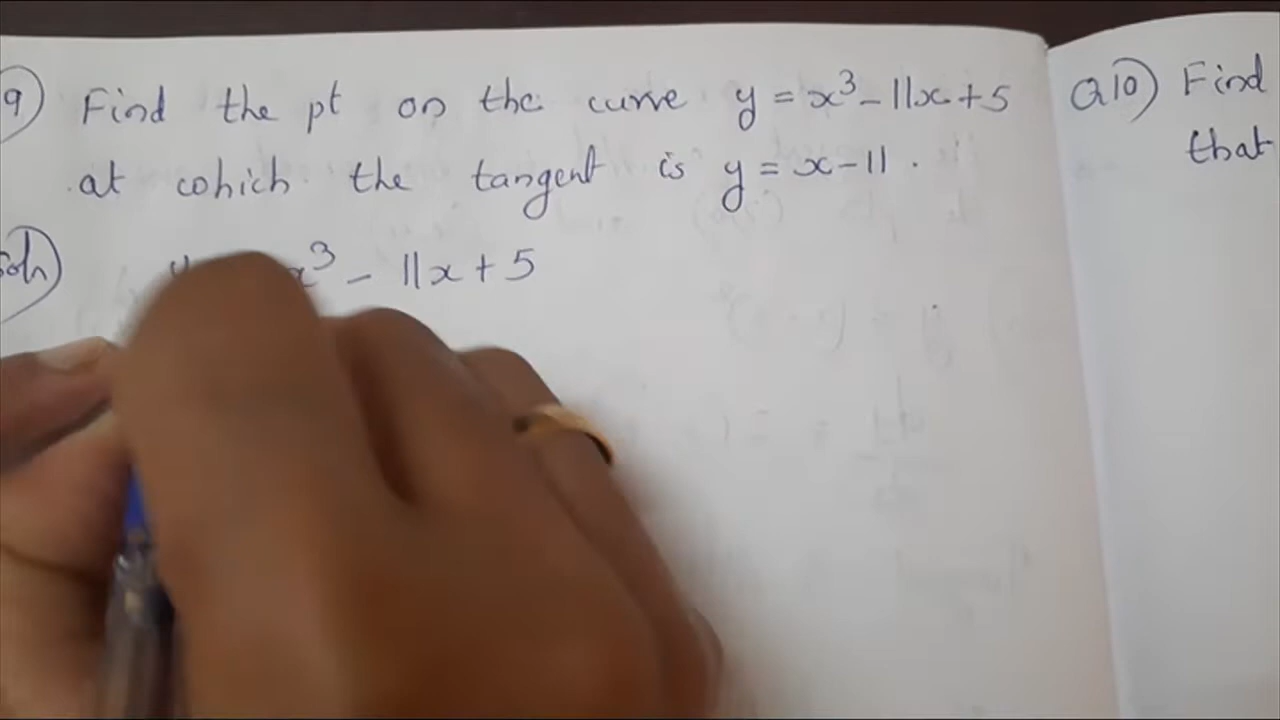 9) Find the pt on the curve y = x³ - 11x + 5
at which the tangent is y = x - 11 .
Soln)
x³ - 11x + 5
Q10) Find
that